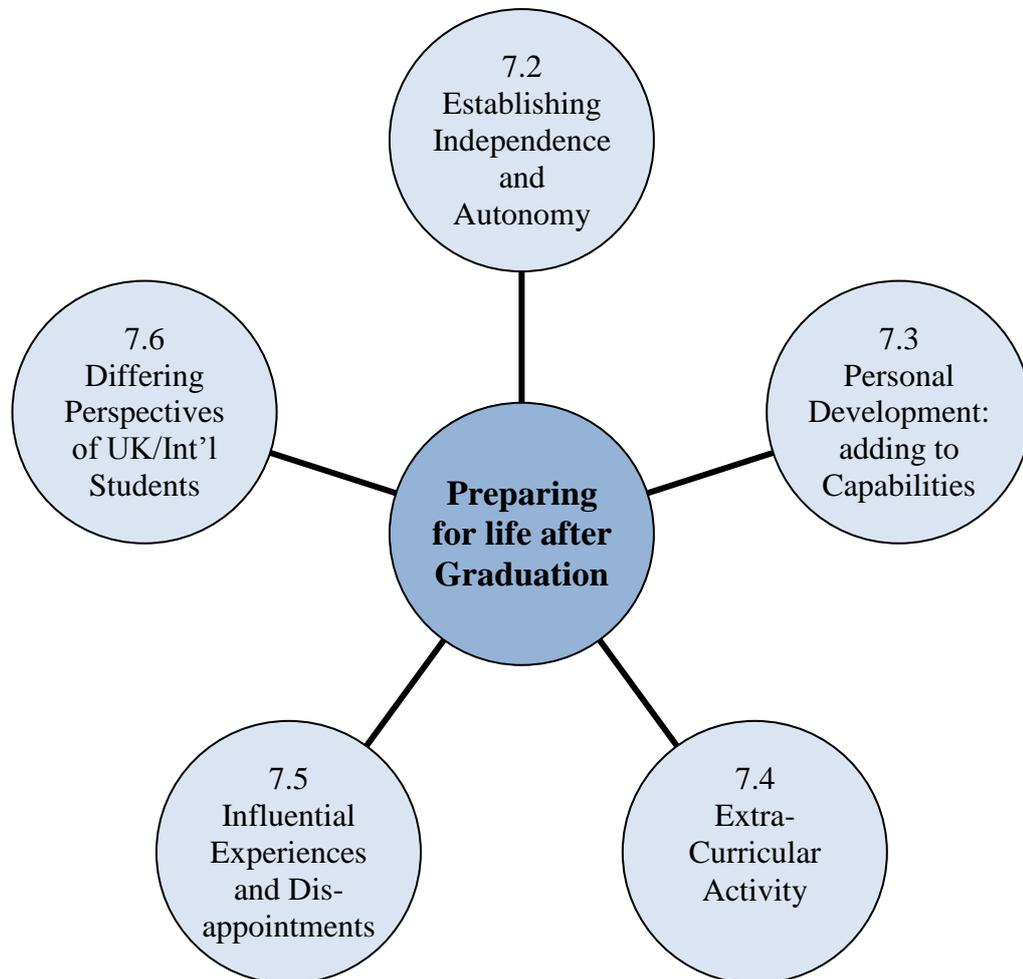 7.2
Establishing
Independence
and
Autonomy
7.6
Differing
Perspectives
of UK/Int’l
Students
7.3
Personal
Development:
adding to
Capabilities
Preparing
for life after
Graduation
7.5
Influential
Experiences
and Dis-
appointments
7.4
Extra-
Curricular
Activity